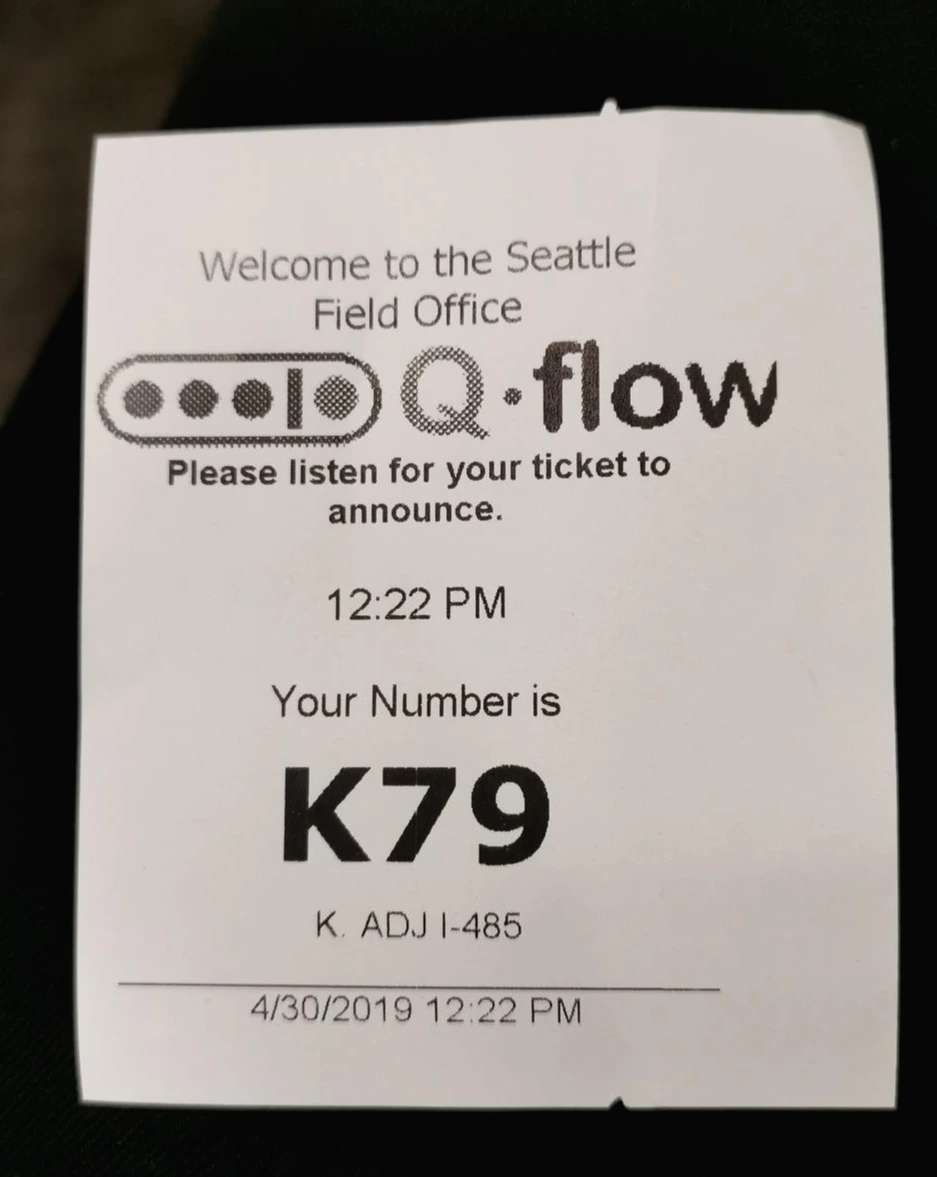 Welcome to the Seattle
Field Office
Q·flow
Please listen for your ticket to
announce.
12:22 PM
Your Number is
K79
K. ADJ I-485
4/30/2019 12:22 PM